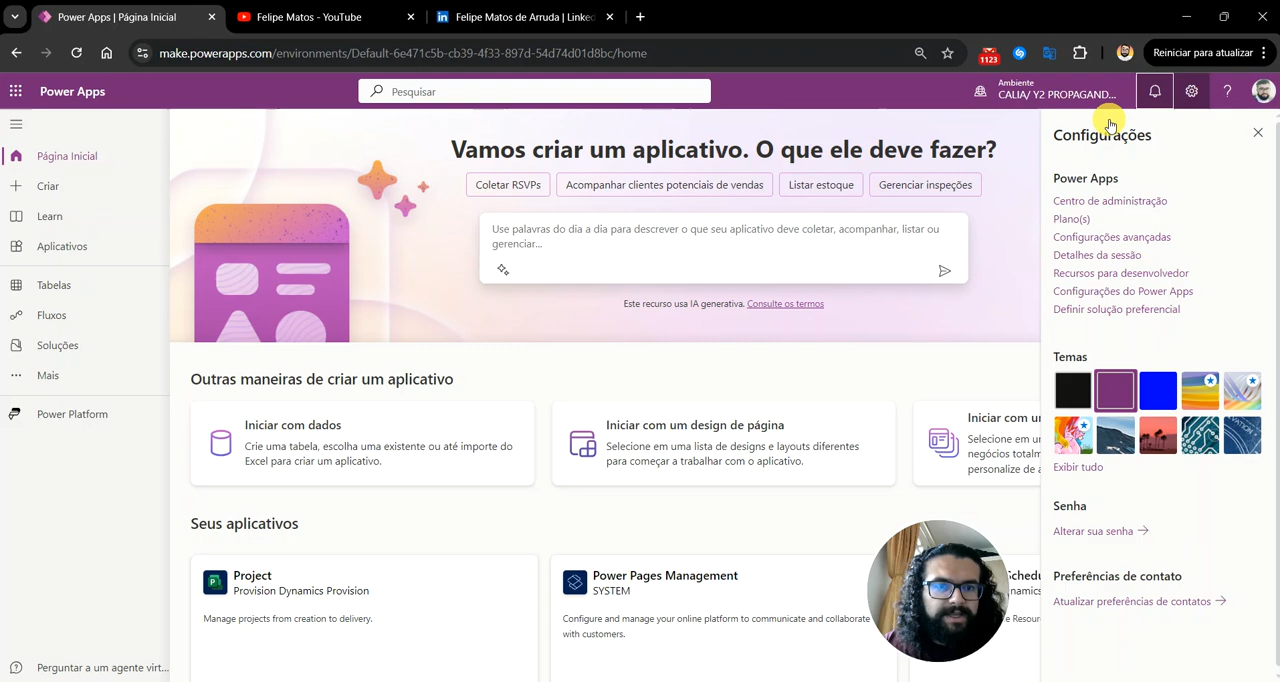 Power Apps | Página Inicial
Felipe Matos - YouTube
Felipe Matos de Arruda | Linked
make.powerapps.com/environments/Default-6e471c5b-cb39-4f33-897d-54d74d01d8bc/home
1123
Reiniciar para atualizar
Power Apps
Pesquisar
Ambiente
CALIA/ Y2 PROPAGAND...
Página Inicial
Criar
Learn
Aplicativos
Tabelas
Fluxos
Soluções
Mais
Power Platform
Perguntar a um agente virt...
Vamos criar um aplicativo. O que ele deve fazer?
Coletar RSVPs
Acompanhar clientes potenciais de vendas
Listar estoque
Gerenciar inspeções
Use palavras do dia a dia para descrever o que seu aplicativo deve coletar, acompanhar, listar ou
gerenciar...
Este recurso usa IA generativa. Consulte os termos
Outras maneiras de criar um aplicativo
Iniciar com dados
Crie uma tabela, escolha uma existente ou até importe do
Excel para criar um aplicativo.
Iniciar com um design de página
Selecione em uma lista de designs e layouts diferentes
para começar a trabalhar com o aplicativo.
Iniciar com um
Selecione em
negócios totalm
personalize de a
Seus aplicativos
Project
Provision Dynamics Provision
Manage projects from creation to delivery.
Power Pages Management
SYSTEM
Configure and manage your online platform to communicate and collaborate
with customers.
Configurações
Power Apps
Centro de administração
Plano(s)
Configurações avançadas
Detalhes da sessão
Recursos para desenvolvedor
Configurações do Power Apps
Definir solução preferencial
Temas
Exibir tudo
Senha
Alterar sua senha
Preferências de contato
Atualizar preferências de contatos